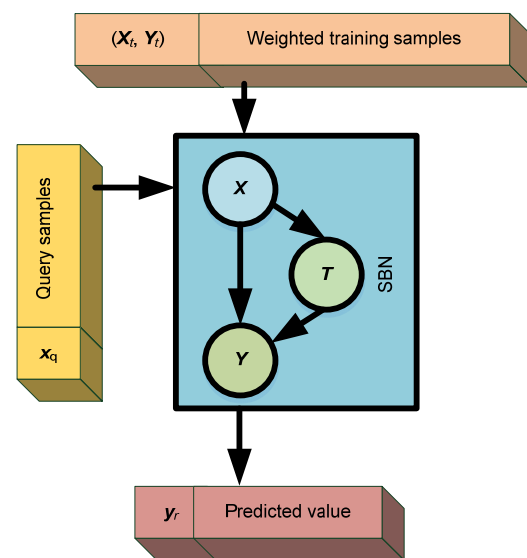 (Xt, Yt) Weighted training samples
Query samples
xq
X
T
SBN
Y
yr Predicted value